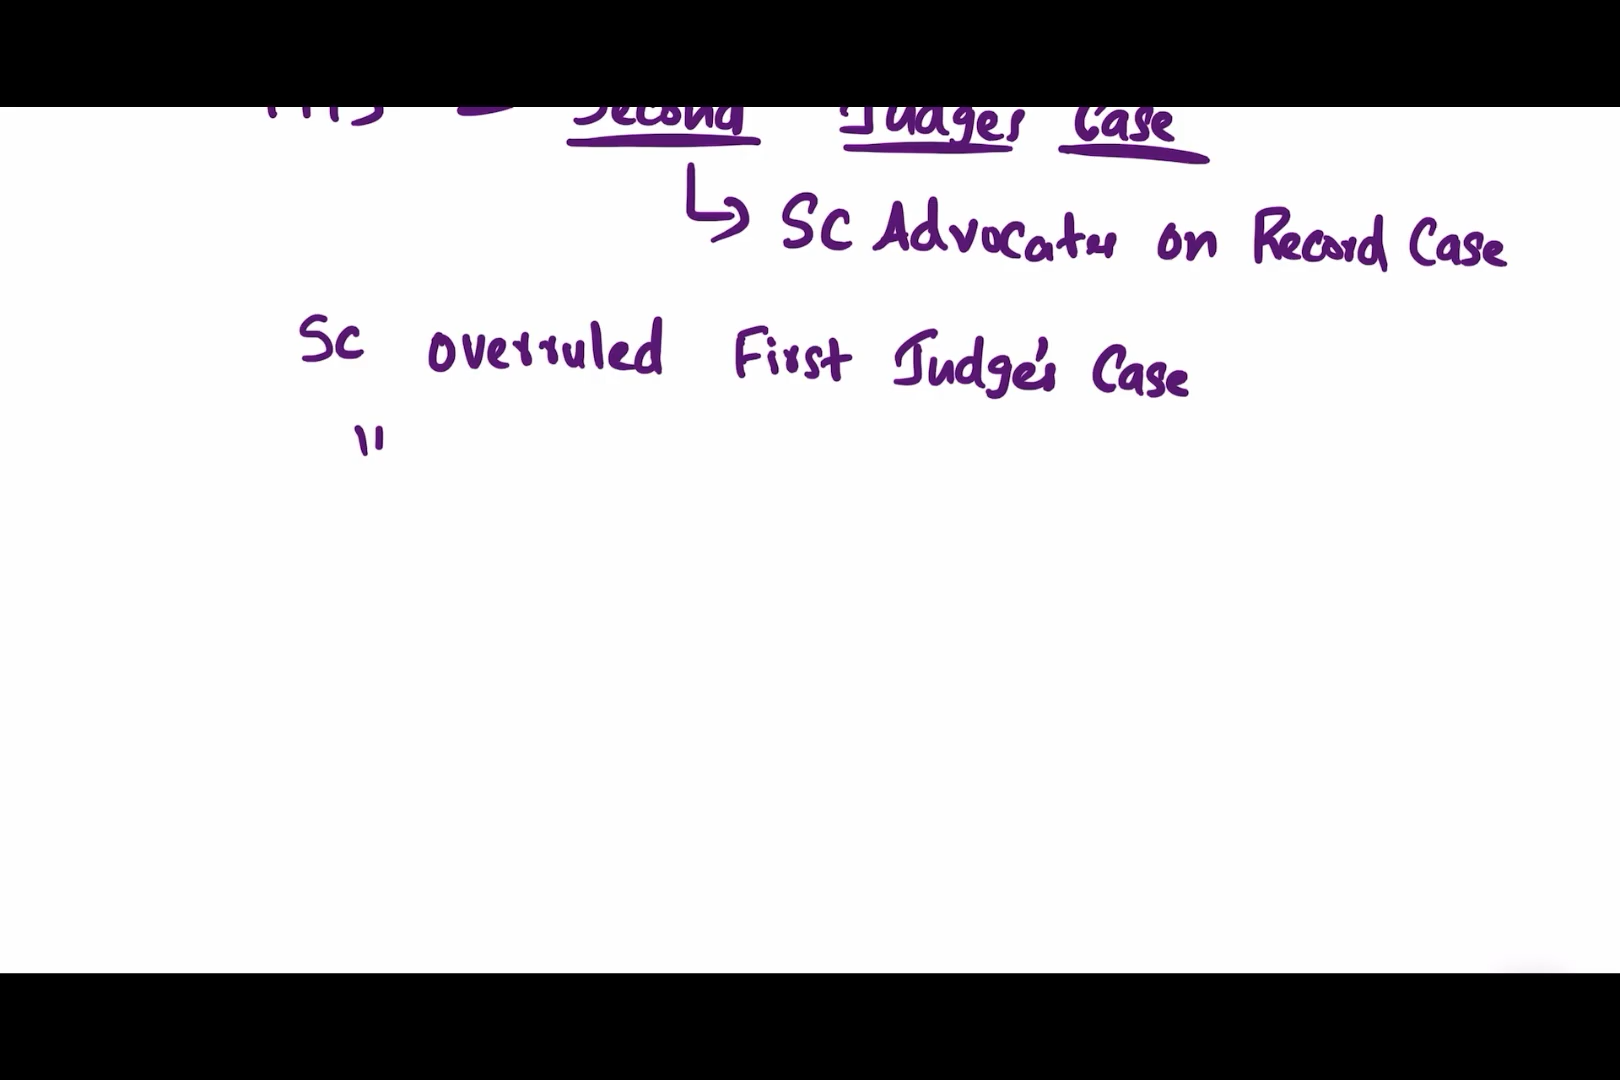 Second Judges Case
↳ SC Advocates on Record Case
SC overruled First Judge's Case
"